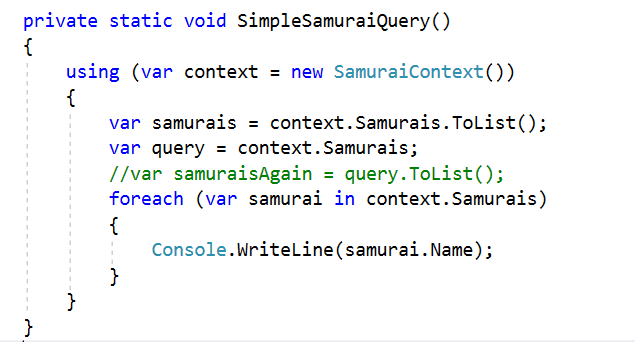 private static void SimpleSamuraiQuery()
{
    using (var context = new SamuraiContext())
    {
        var samurais = context.Samurais.ToList();
        var query = context.Samurais;
        //var samuraisAgain = query.ToList();
        foreach (var samurai in context.Samurais)
        {
            Console.WriteLine(samurai.Name);
        }
    }
}